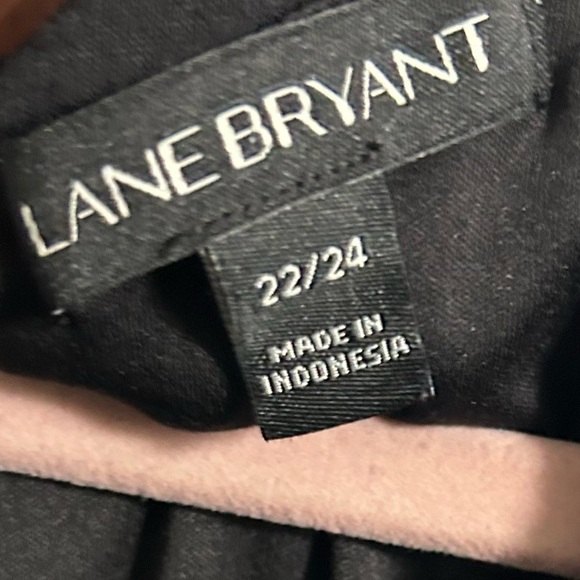 LANE BRYANT
22/24
MADE IN
INDONESIA